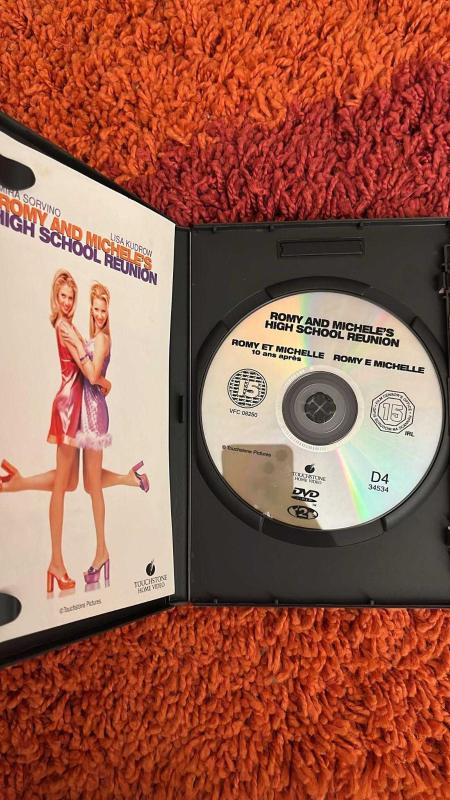 MIRA SORVINO
LISA KUDROW
ROMY AND MICHELE'S
HIGH SCHOOL REUNION
TOUCHSTONE
HOME VIDEO
©Touchstone Pictures.
ROMY AND MICHELE'S
HIGH SCHOOL REUNION
ROMY ET MICHELLE
10 ans après
ROMY E MICHELLE
15
VFC 08250
15
IRL
© Touchstone Pictures
TOUCHSTONE
HOME VIDEO
DVD
VIDEO
2
D4
34534